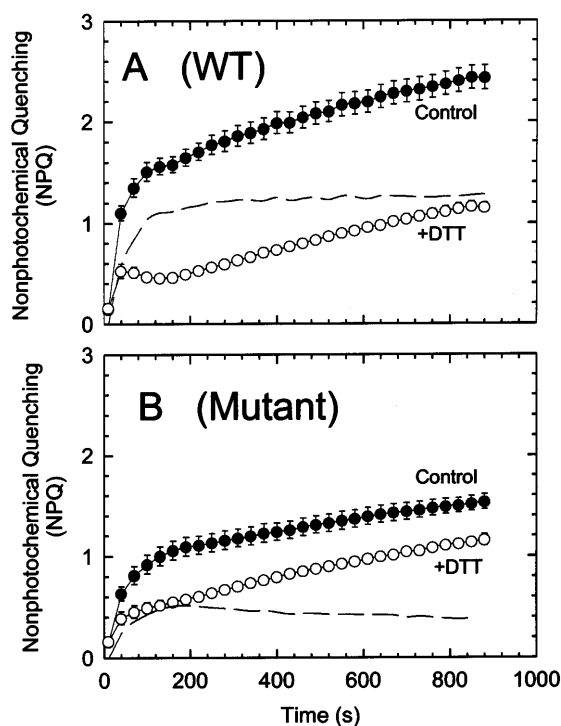 3
A (WT)
2
Control
1
+DTT
0
Nonphotochemical Quenching
(NPQ)
3
B (Mutant)
2
Control
1
+DTT
0
Nonphotochemical Quenching
(NPQ)
0 200 400 600 800 1000
Time (s)